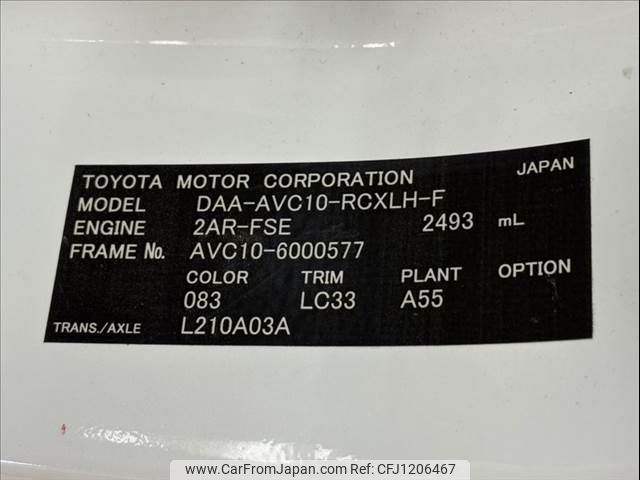 TOYOTA MOTOR CORPORATION JAPAN
MODEL DAA-AVC10-RCXLH-F
ENGINE 2AR-FSE 2493 mL
FRAME No. AVC10-6000577
COLOR TRIM PLANT OPTION
083 LC33 A55
TRANS./AXLE L210A03A
www.CarFromJapan.com | CFJ1206467